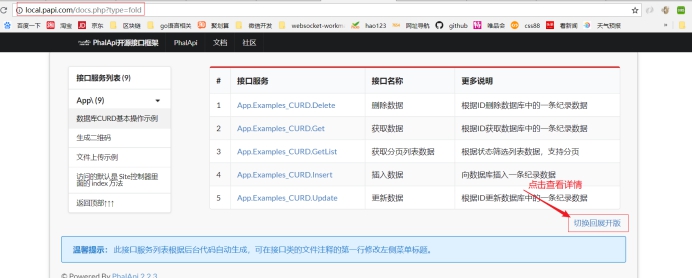 local.papi.com/docs.php?type=fold
百度一下 淘宝 京东 区块链 go语言相关 聚划算 微信开发 websocket-workm hao123 网址导航 github 唯品会 css88 看新闻 天气预报
PhalApi开源接口框架 PhalApi 文档 社区
接口服务列表 (9)
App\ (9)
数据库CURD基本操作示例
生成二维码
文件上传示例
访问的默认是 Site控制器里
面的 index 方法
返回顶部↑↑↑
# 接口服务 接口名称 更多说明
1 App.Examples_CURD.Delete 删除数据 根据ID删除数据库中的一条纪录数据
2 App.Examples_CURD.Get 获取数据 根据ID获取数据库中的一条纪录数据
3 App.Examples_CURD.GetList 获取分页列表数据 根据状态筛选列表数据，支持分页
4 App.Examples_CURD.Insert 插入数据 向数据库插入一条纪录数据
5 App.Examples_CURD.Update 更新数据 根据ID更新数据库中的一条纪录数据
点击查看详情
切换回展开版
温馨提示： 此接口服务列表根据后台代码自动生成，可在接口类的文件注释的第一行修改左侧菜单标题。
© Powered By PhalApi 2.2.3